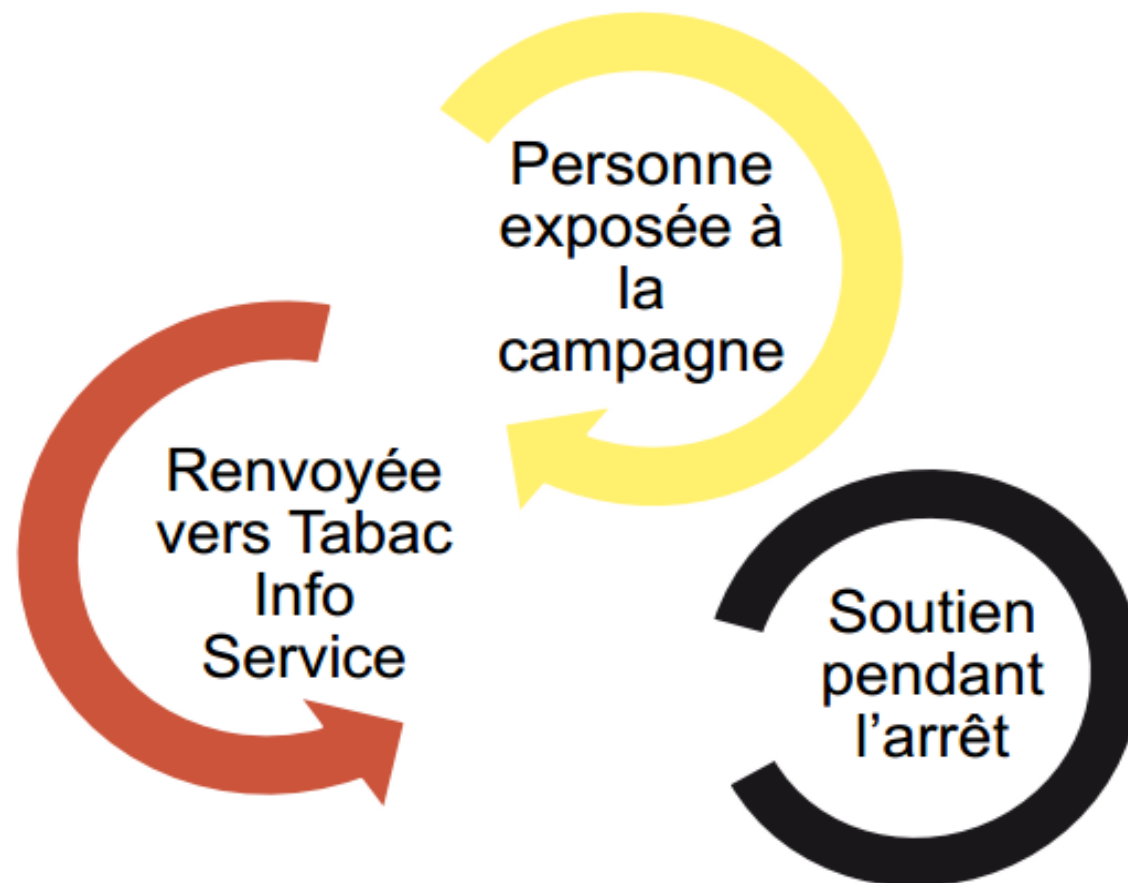 Personne
exposée à
la
campagne
Renvoyée
vers Tabac
Info
Service
Soutien
pendant
l'arrêt